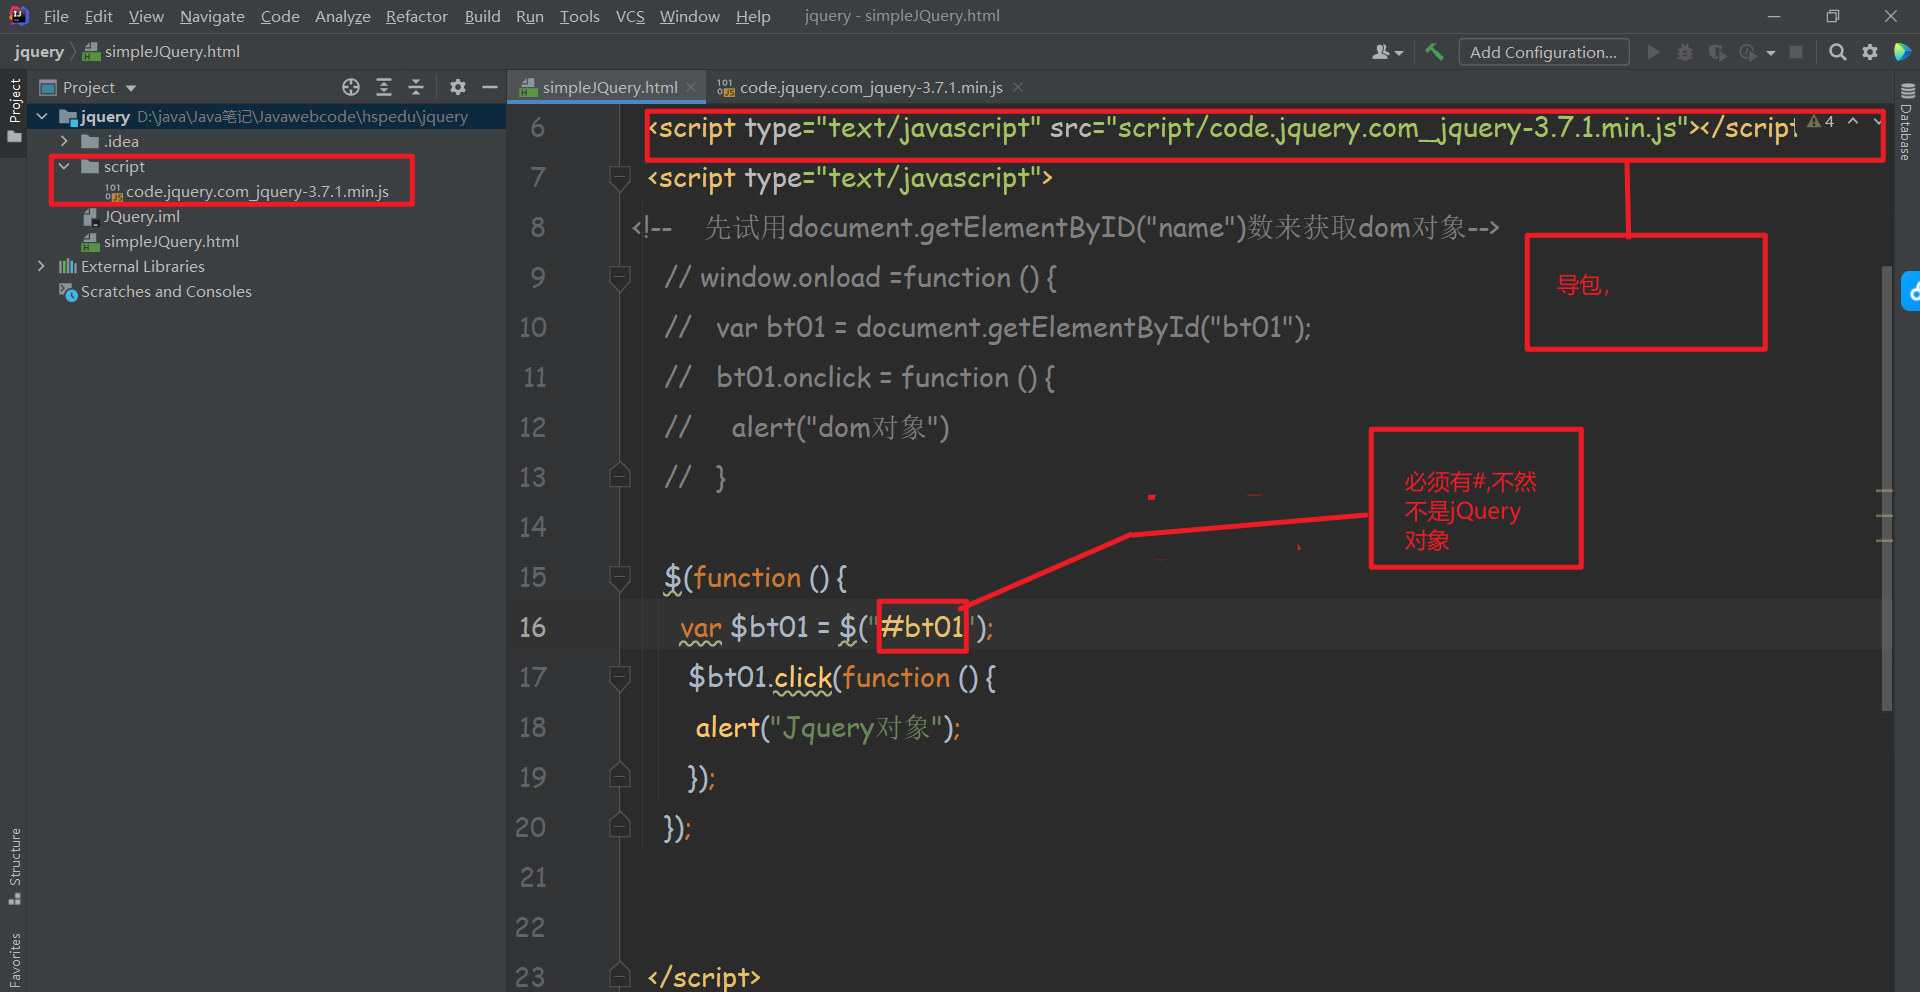 File Edit View Navigate Code Analyze Refactor Build Run Tools VCS Window Help jquery - simpleJQuery.html
jquery simpleJQuery.html Add Configuration...
Project
simpleJQuery.html code.jquery.com_jquery-3.7.1.min.js
Project
jquery D:\java\Java笔记\Javawebcode\hspedu\jquery
.idea
script
code.jquery.com_jquery-3.7.1.min.js
JQuery.iml
simpleJQuery.html
External Libraries
Scratches and Consoles
Structure
Favorites
Database
6 <script type="text/javascript" src="script/code.jquery.com_jquery-3.7.1.min.js"></script 4
7 <script type="text/javascript">
8 <!-- 先试用document.getElementByID("name")数来获取dom对象-->
9 // window.onload =function () {
10 // var bt01 = document.getElementById("bt01");
11 // bt01.onclick = function () {
12 // alert("dom对象")
13 // }
14
15 $(function () {
16 var $bt01 = $("#bt01");
17 $bt01.click(function () {
18 alert("Jquery对象");
19 });
20 });
21
22
23 </script>
导包，
必须有#,不然
不是jQuery
对象